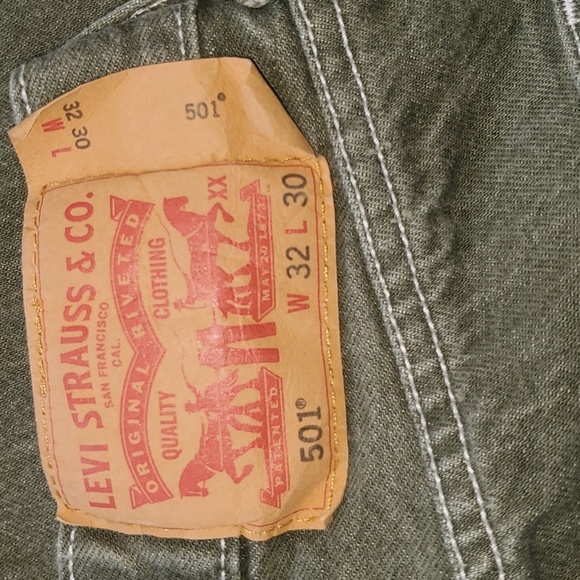 LEVI STRAUSS & CO.
SAN FRANCISCO
CAL.
ORIGINAL RIVETED
QUALITY CLOTHING
XX
PATENTED MAY 20 1873
501® W 32 L 30
501®
W L
32 30